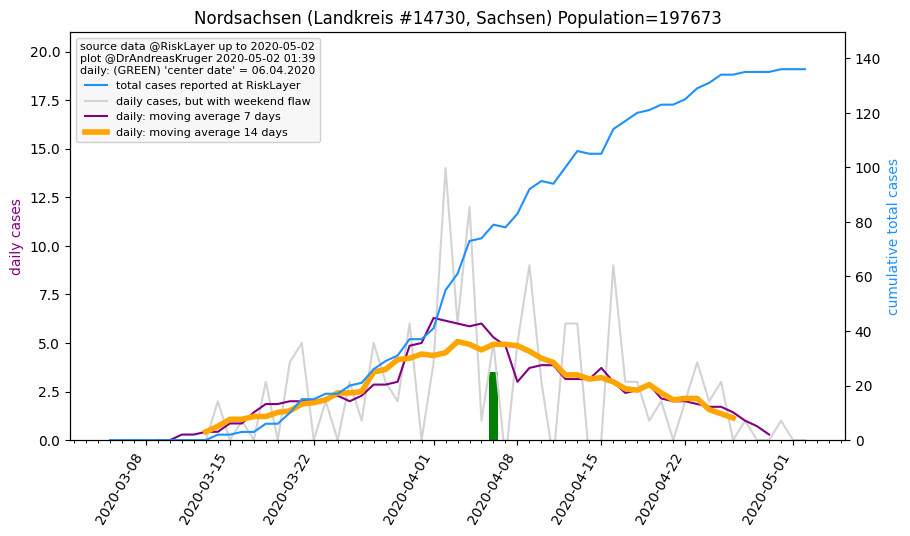 Nordsachsen (Landkreis #14730, Sachsen) Population=197673
source data @RiskLayer up to 2020-05-02
plot @DrAndreasKruger 2020-05-02 01:39
daily: (GREEN) 'center date' = 06.04.2020
total cases reported at RiskLayer
daily cases, but with weekend flaw
daily: moving average 7 days
daily: moving average 14 days
daily cases
20.0
17.5
15.0
12.5
10.0
7.5
5.0
2.5
0.0
140
120
100
80
60
40
20
0
cumulative total cases
2020-03-08
2020-03-15
2020-03-22
2020-04-01
2020-04-08
2020-04-15
2020-04-22
2020-05-01